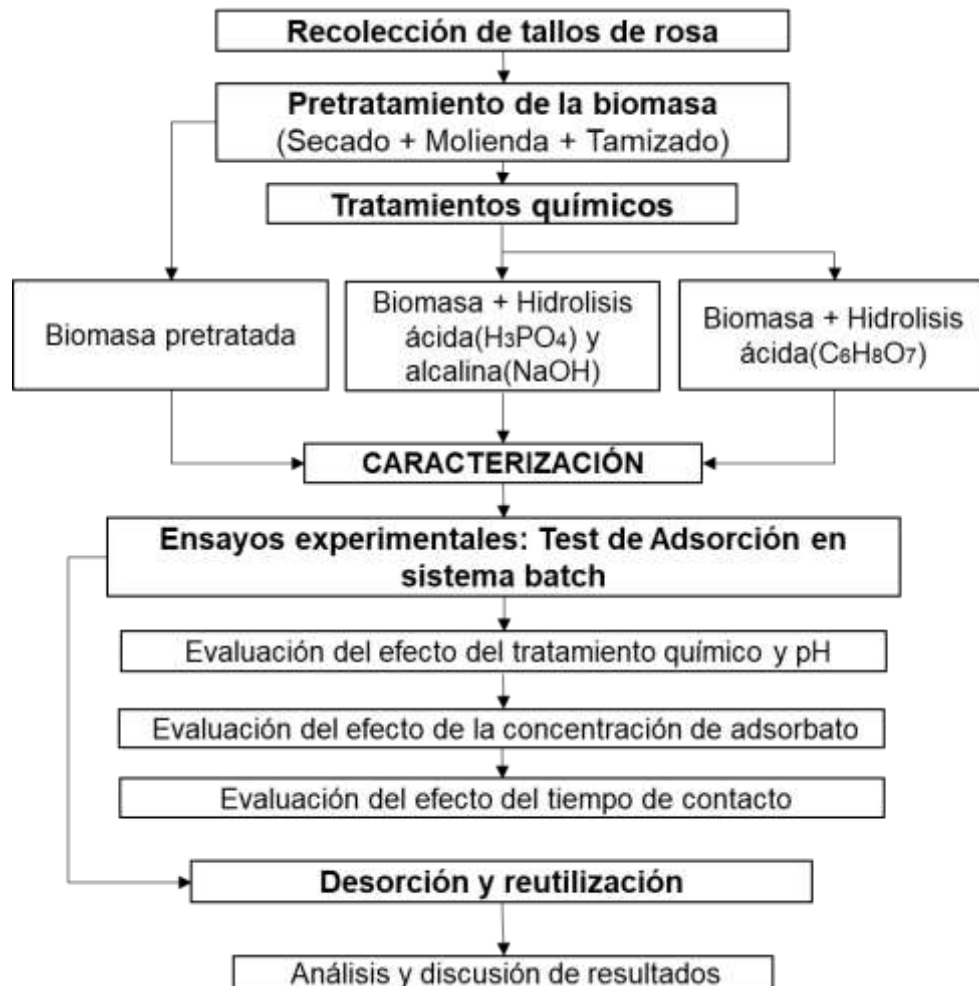 Recolección de tallos de rosa
Pretratamiento de la biomasa
(Secado + Molienda + Tamizado)
Tratamientos químicos
Biomasa pretratada
Biomasa + Hidrolisis
ácida(H₃PO₄) y
alcalina(NaOH)
Biomasa + Hidrolisis
ácida(C₆H₈O₇)
CARACTERIZACIÓN
Ensayos experimentales: Test de Adsorción en
sistema batch
Evaluación del efecto del tratamiento químico y pH
Evaluación del efecto de la concentración de adsorbato
Evaluación del efecto del tiempo de contacto
Desorción y reutilización
Análisis y discusión de resultados